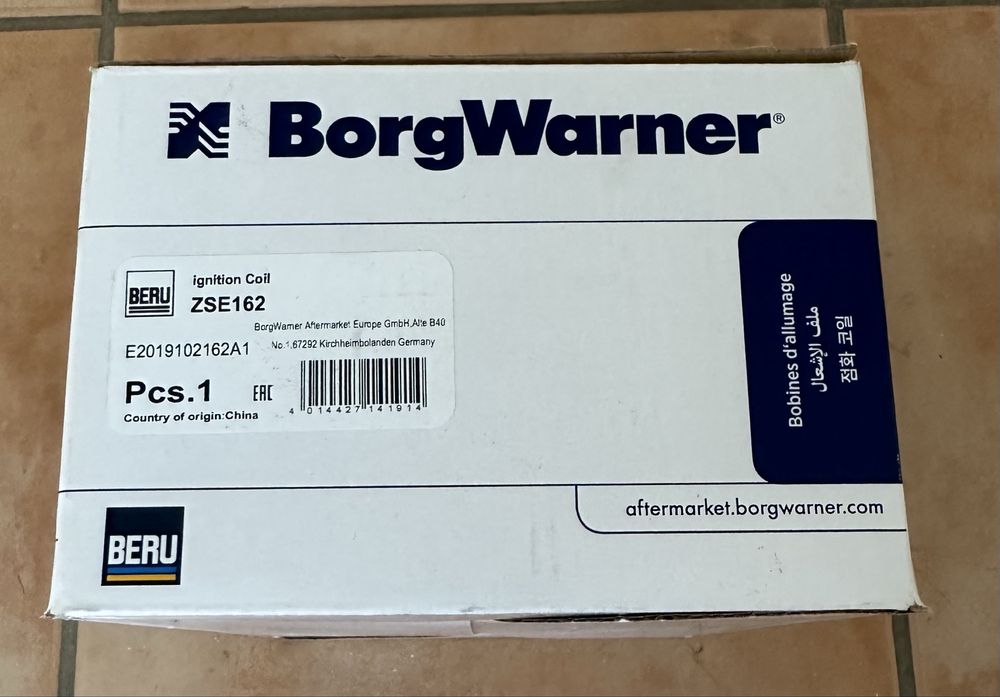 BorgWarner®
BERU
ignition Coil
ZSE162
BorgWarner Aftermarket Europe GmbH,Alte B40
No.1,67292 Kirchheimbolanden Germany
E2019102162A1
Pcs.1
EAC
4 014427 141914
Country of origin:China
Bobines d'allumage
ملف الإشعال
점화 코일
aftermarket.borgwarner.com
BERU